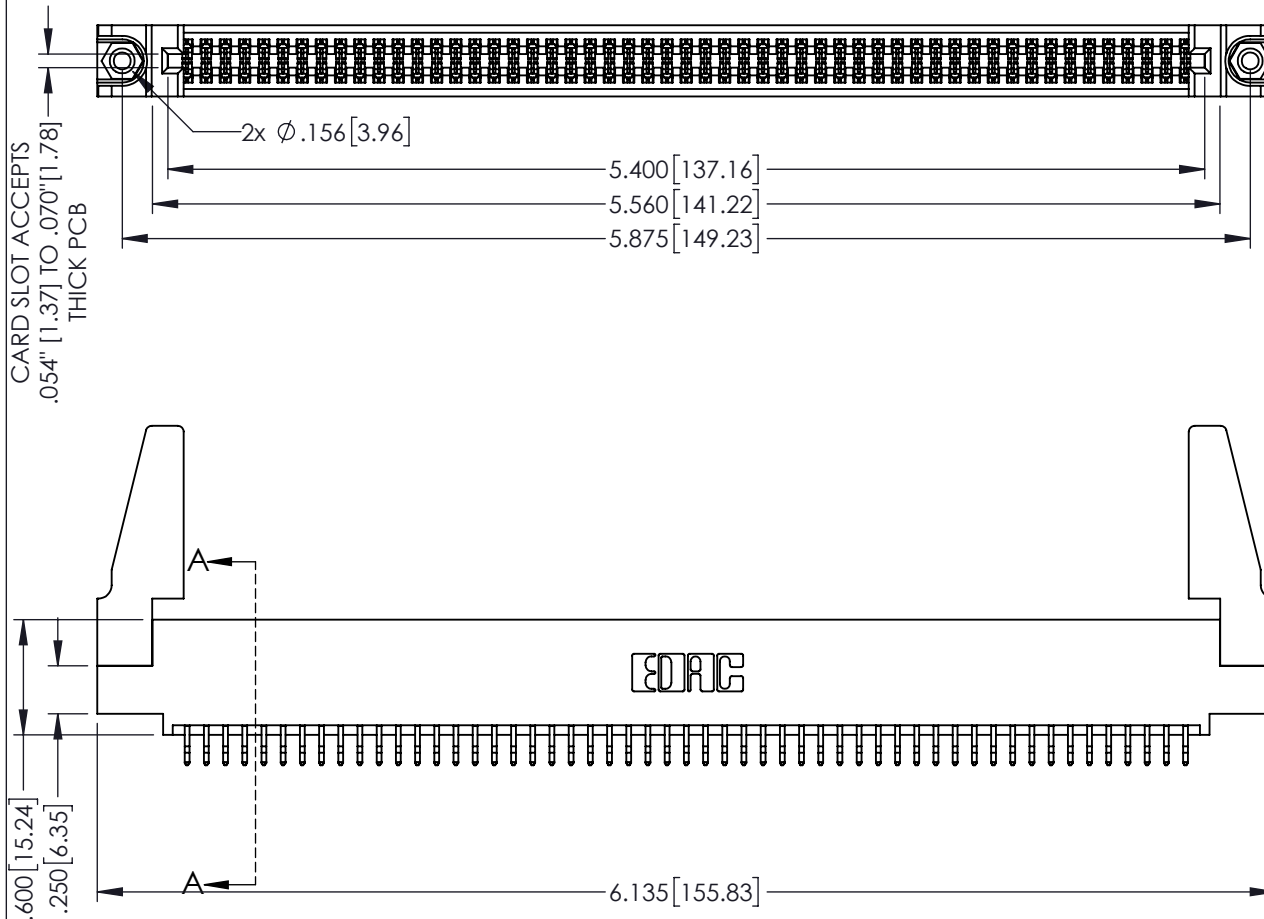 2x Ø.156[3.96]
5.400[137.16]
5.560[141.22]
5.875[149.23]
CARD SLOT ACCEPTS
.054" [1.37] TO .070"[1.78]
THICK PCB
A
EDAC
.600[15.24]
.250[6.35]
A
6.135[155.83]